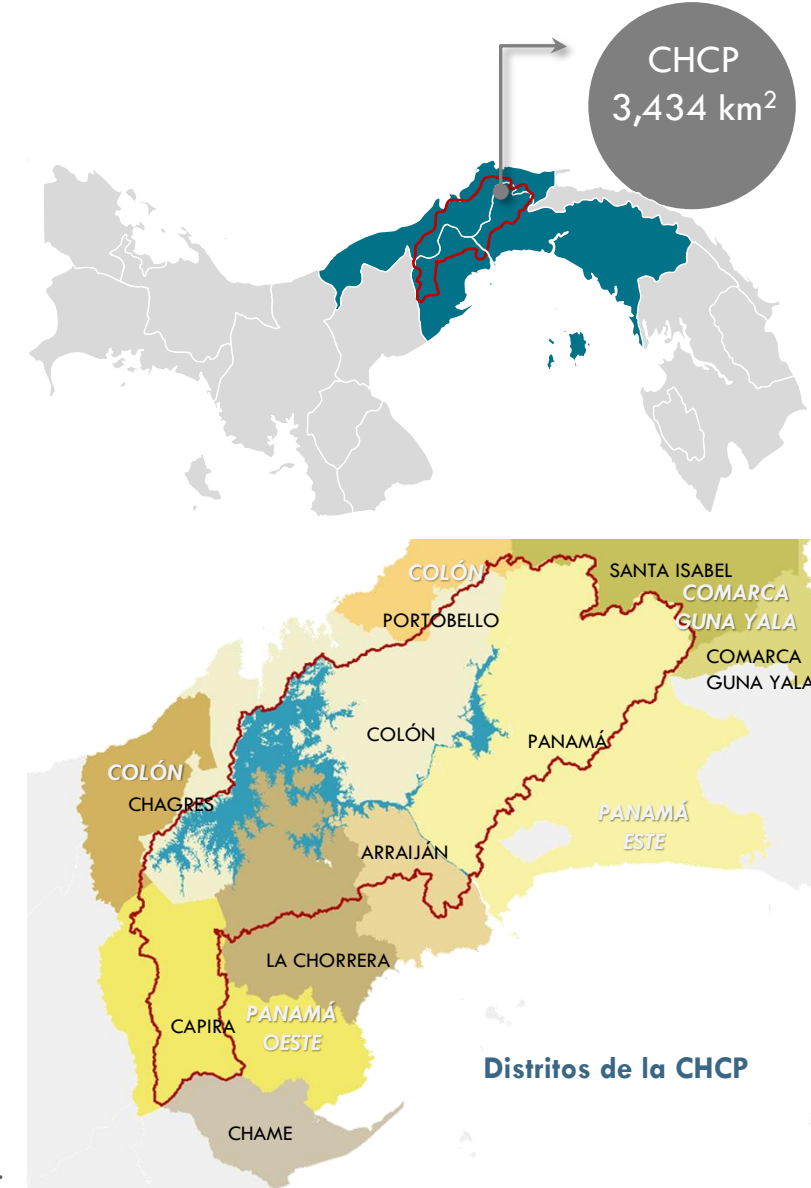 CHCP
3,434 km²
COLÓN
SANTA ISABEL
COMARCA
GUNA YALA
PORTOBELLO
COMARCA
GUNA YALA
COLÓN
PANAMÁ
COLÓN
CHAGRES
PANAMÁ
ESTE
ARRAIJÁN
LA CHORRERA
CAPIRA
PANAMÁ
OESTE
Distritos de la CHCP
CHAME